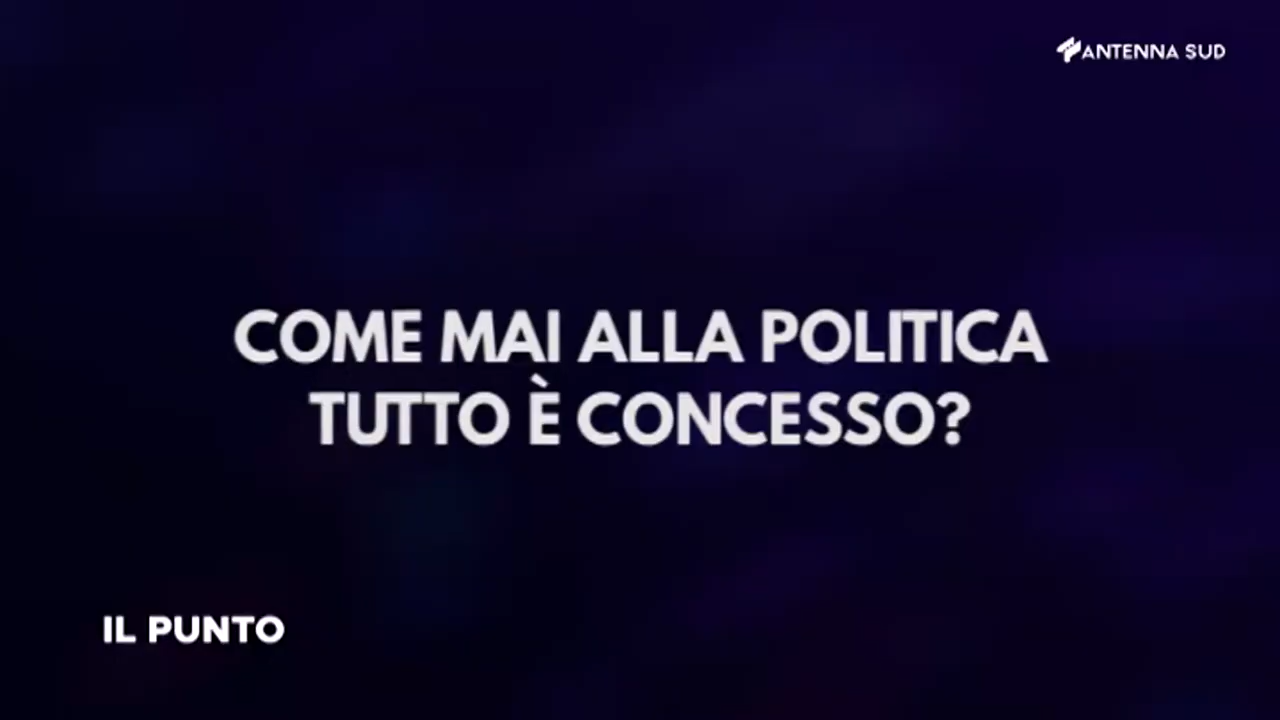 ANTENNA SUD
COME MAI ALLA POLITICA
TUTTO È CONCESSO?
IL PUNTO